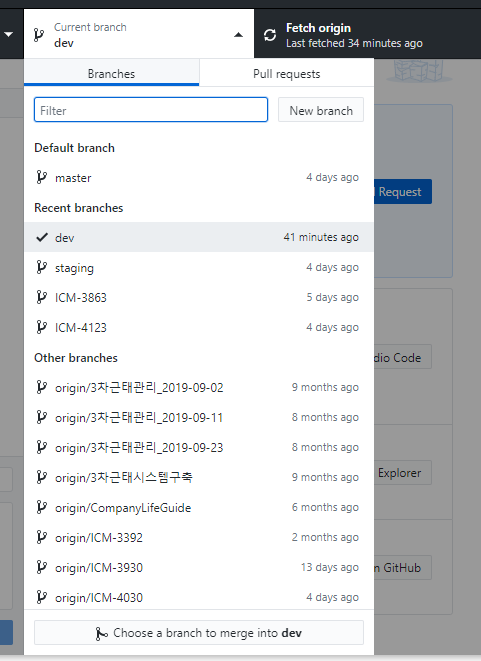 Current branch
dev
Fetch origin
Last fetched 34 minutes ago
Branches
Pull requests
Filter
New branch
Default branch
master 4 days ago
Recent branches
dev 41 minutes ago
staging 4 days ago
ICM-3863 5 days ago
ICM-4123 4 days ago
Other branches
origin/3차근태관리_2019-09-02 9 months ago
origin/3차근태관리_2019-09-11 8 months ago
origin/3차근태관리_2019-09-23 8 months ago
origin/3차근태시스템구축 9 months ago
origin/CompanyLifeGuide 6 months ago
origin/ICM-3392 2 months ago
origin/ICM-3930 13 days ago
origin/ICM-4030 4 days ago
Choose a branch to merge into dev
Request
dio Code
Explorer
n GitHub